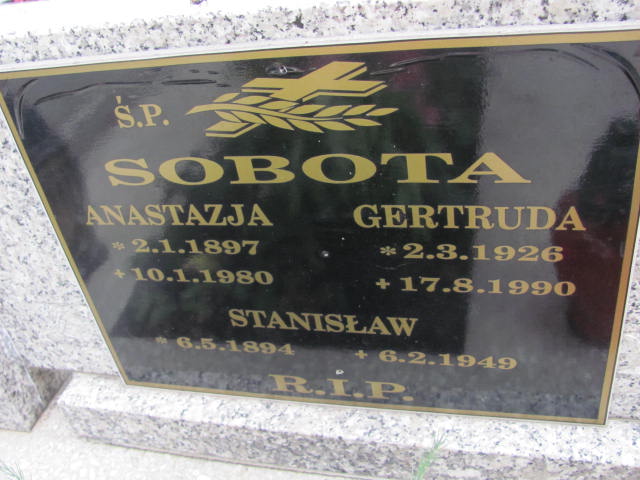 Ś.P.
SOBOTA
ANASTAZJA GERTRUDA
* 2.1.1897 * 2.3.1926
+ 10.1.1980 + 17.8.1990
STANISŁAW
* 6.5.1894 + 6.2.1949
R.I.P.